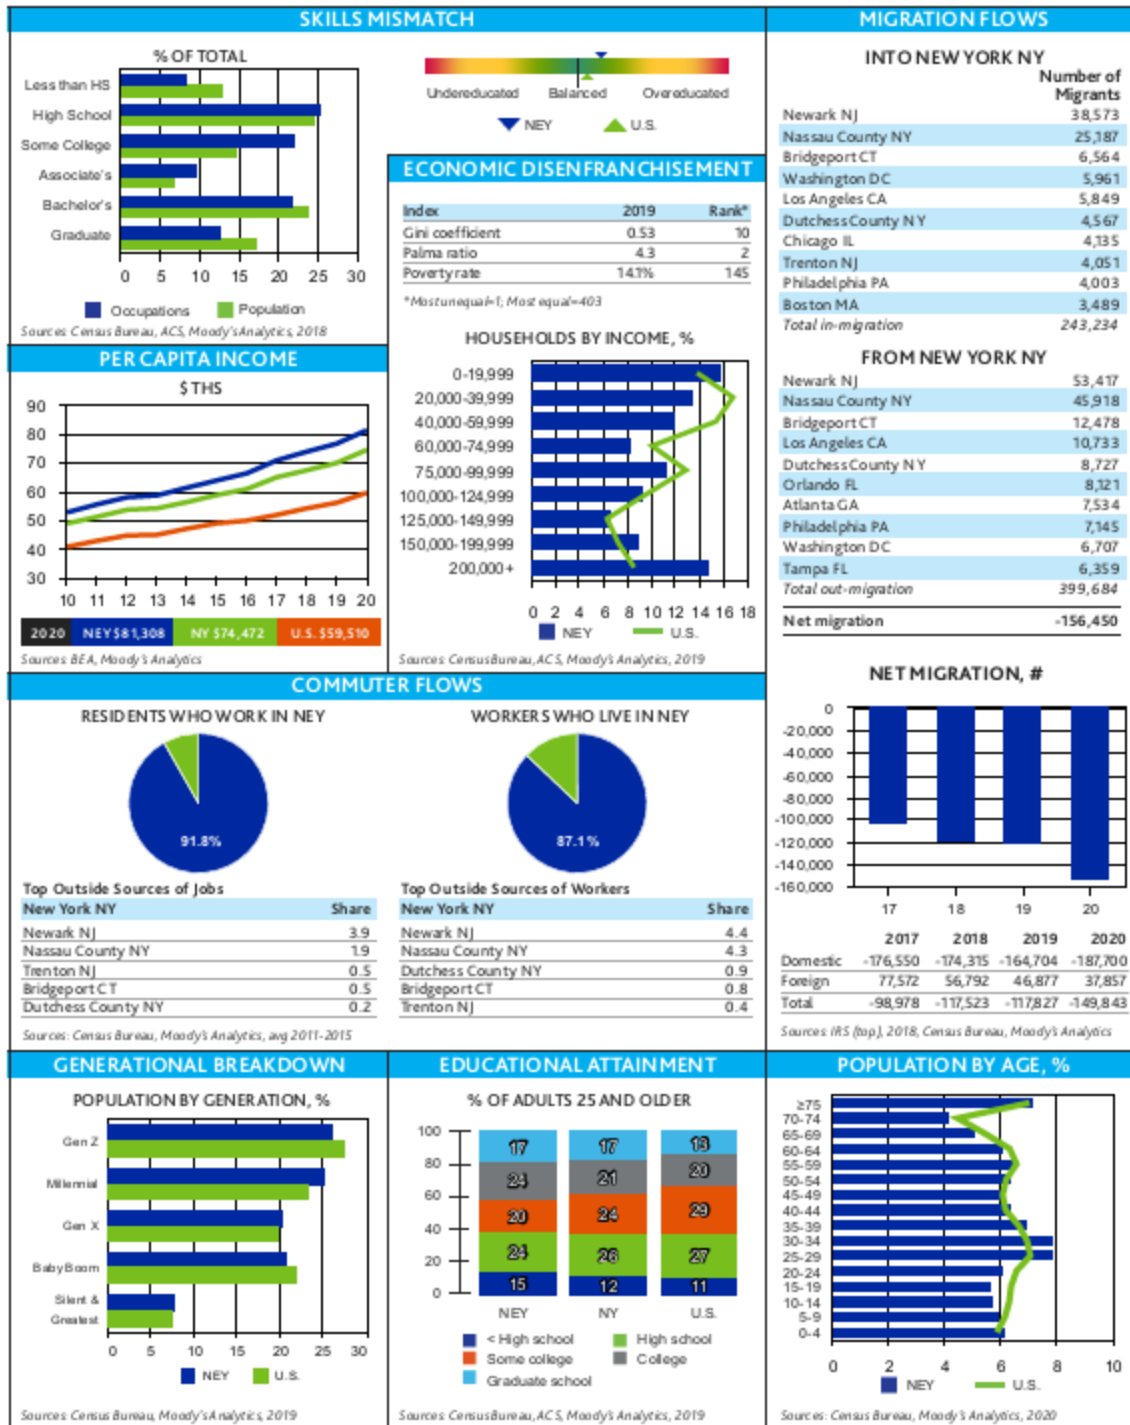 SKILLS MISMATCH
% OF TOTAL
Less than HS
High School
Some College
Associate's
Bachelor's
Graduate
0 5 10 15 20 25 30
Occupations Population
Sources: Census Bureau, ACS, Moody's Analytics, 2018
Undereducated Balanced Overeducated
NEY U.S.
PER CAPITA INCOME
$ THS
90
80
70
60
50
40
30
10 11 12 13 14 15 16 17 18 19 20
2020 NEY $81,308 NY $74,472 U.S. $59,510
Sources: BEA, Moody's Analytics
ECONOMIC DISENFRANCHISEMENT
Index 2019 Rank*
Gini coefficient 0.53 10
Palma ratio 4.3 2
Poverty rate 14.1% 145
*Most unequal=1; Most equal=403
HOUSEHOLDS BY INCOME, %
0-19,999
20,000-39,999
40,000-59,999
60,000-74,999
75,000-99,999
100,000-124,999
125,000-149,999
150,000-199,999
200,000+
0 2 4 6 8 10 12 14 16 18
NEY U.S.
Sources: Census Bureau, ACS, Moody's Analytics, 2019
MIGRATION FLOWS
INTO NEW YORK NY
Number of
Migrants
Newark NJ 38,573
Nassau County NY 25,187
Bridgeport CT 6,564
Washington DC 5,961
Los Angeles CA 5,849
Dutchess County NY 4,567
Chicago IL 4,135
Trenton NJ 4,051
Philadelphia PA 4,003
Boston MA 3,489
Total in-migration 243,234
FROM NEW YORK NY
Newark NJ 53,417
Nassau County NY 45,918
Bridgeport CT 12,478
Los Angeles CA 10,733
Dutchess County NY 8,727
Orlando FL 8,121
Atlanta GA 7,534
Philadelphia PA 7,145
Washington DC 6,707
Tampa FL 6,359
Total out-migration 399,684
Net migration -156,450
NET MIGRATION, #
0
-20,000
-40,000
-60,000
-80,000
-100,000
-120,000
-140,000
-160,000
17 18 19 20
2017 2018 2019 2020
Domestic -176,550 -174,315 -164,704 -187,700
Foreign 77,572 56,792 46,877 37,857
Total -98,978 -117,523 -117,827 -149,843
Sources: IRS (top), 2018, Census Bureau, Moody's Analytics
COMMUTER FLOWS
RESIDENTS WHO WORK IN NEY
91.8%
Top Outside Sources of Jobs
New York NY Share
Newark NJ 3.9
Nassau County NY 1.9
Trenton NJ 0.5
Bridgeport CT 0.5
Dutchess County NY 0.2
Sources: Census Bureau, Moody's Analytics, avg 2011-2015
WORKERS WHO LIVE IN NEY
87.1%
Top Outside Sources of Workers
New York NY Share
Newark NJ 4.4
Nassau County NY 4.3
Dutchess County NY 0.9
Bridgeport CT 0.8
Trenton NJ 0.4
GENERATIONAL BREAKDOWN
POPULATION BY GENERATION, %
Gen Z
Millennial
Gen X
Baby Boom
Silent &
Greatest
0 5 10 15 20 25 30
NEY U.S.
Sources: Census Bureau, Moody's Analytics, 2019
EDUCATIONAL ATTAINMENT
% OF ADULTS 25 AND OLDER
100
80
60
40
20
0
17 17 13
24 21 20
20 24 29
24 26 27
15 12 11
NEY NY U.S.
< High school High school
Some college College
Graduate school
Sources: Census Bureau, ACS, Moody's Analytics, 2019
POPULATION BY AGE, %
≥75
70-74
65-69
60-64
55-59
50-54
45-49
40-44
35-39
30-34
25-29
20-24
15-19
10-14
5-9
0-4
0 2 4 6 8 10
NEY U.S.
Sources: Census Bureau, Moody's Analytics, 2020